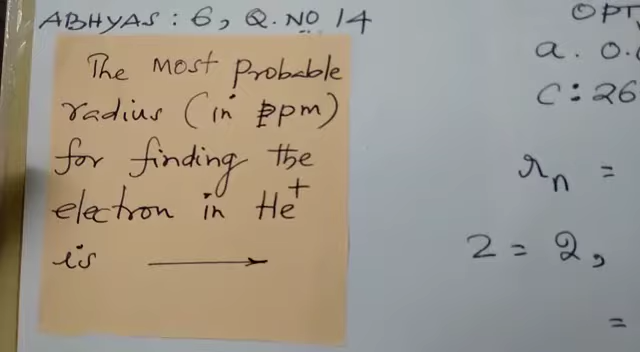 ABHYAS : 6, Q. NO 14
The most probable
radius (in ppm)
for finding the
electron in He⁺
is →
OPT
a. 0.
C : 26
rₙ =
Z = 2,
=